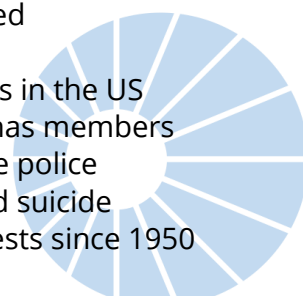 ed
s in the US
has members
e police
d suicide
ests since 1950